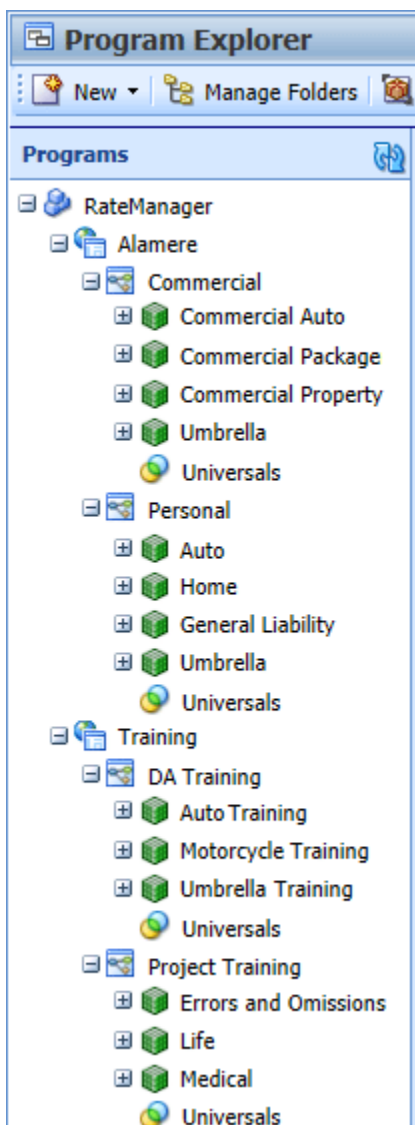 Program Explorer
New Manage Folders
Programs
RateManager
Alamere
Commercial
Commercial Auto
Commercial Package
Commercial Property
Umbrella
Universals
Personal
Auto
Home
General Liability
Umbrella
Universals
Training
DA Training
Auto Training
Motorcycle Training
Umbrella Training
Universals
Project Training
Errors and Omissions
Life
Medical
Universals